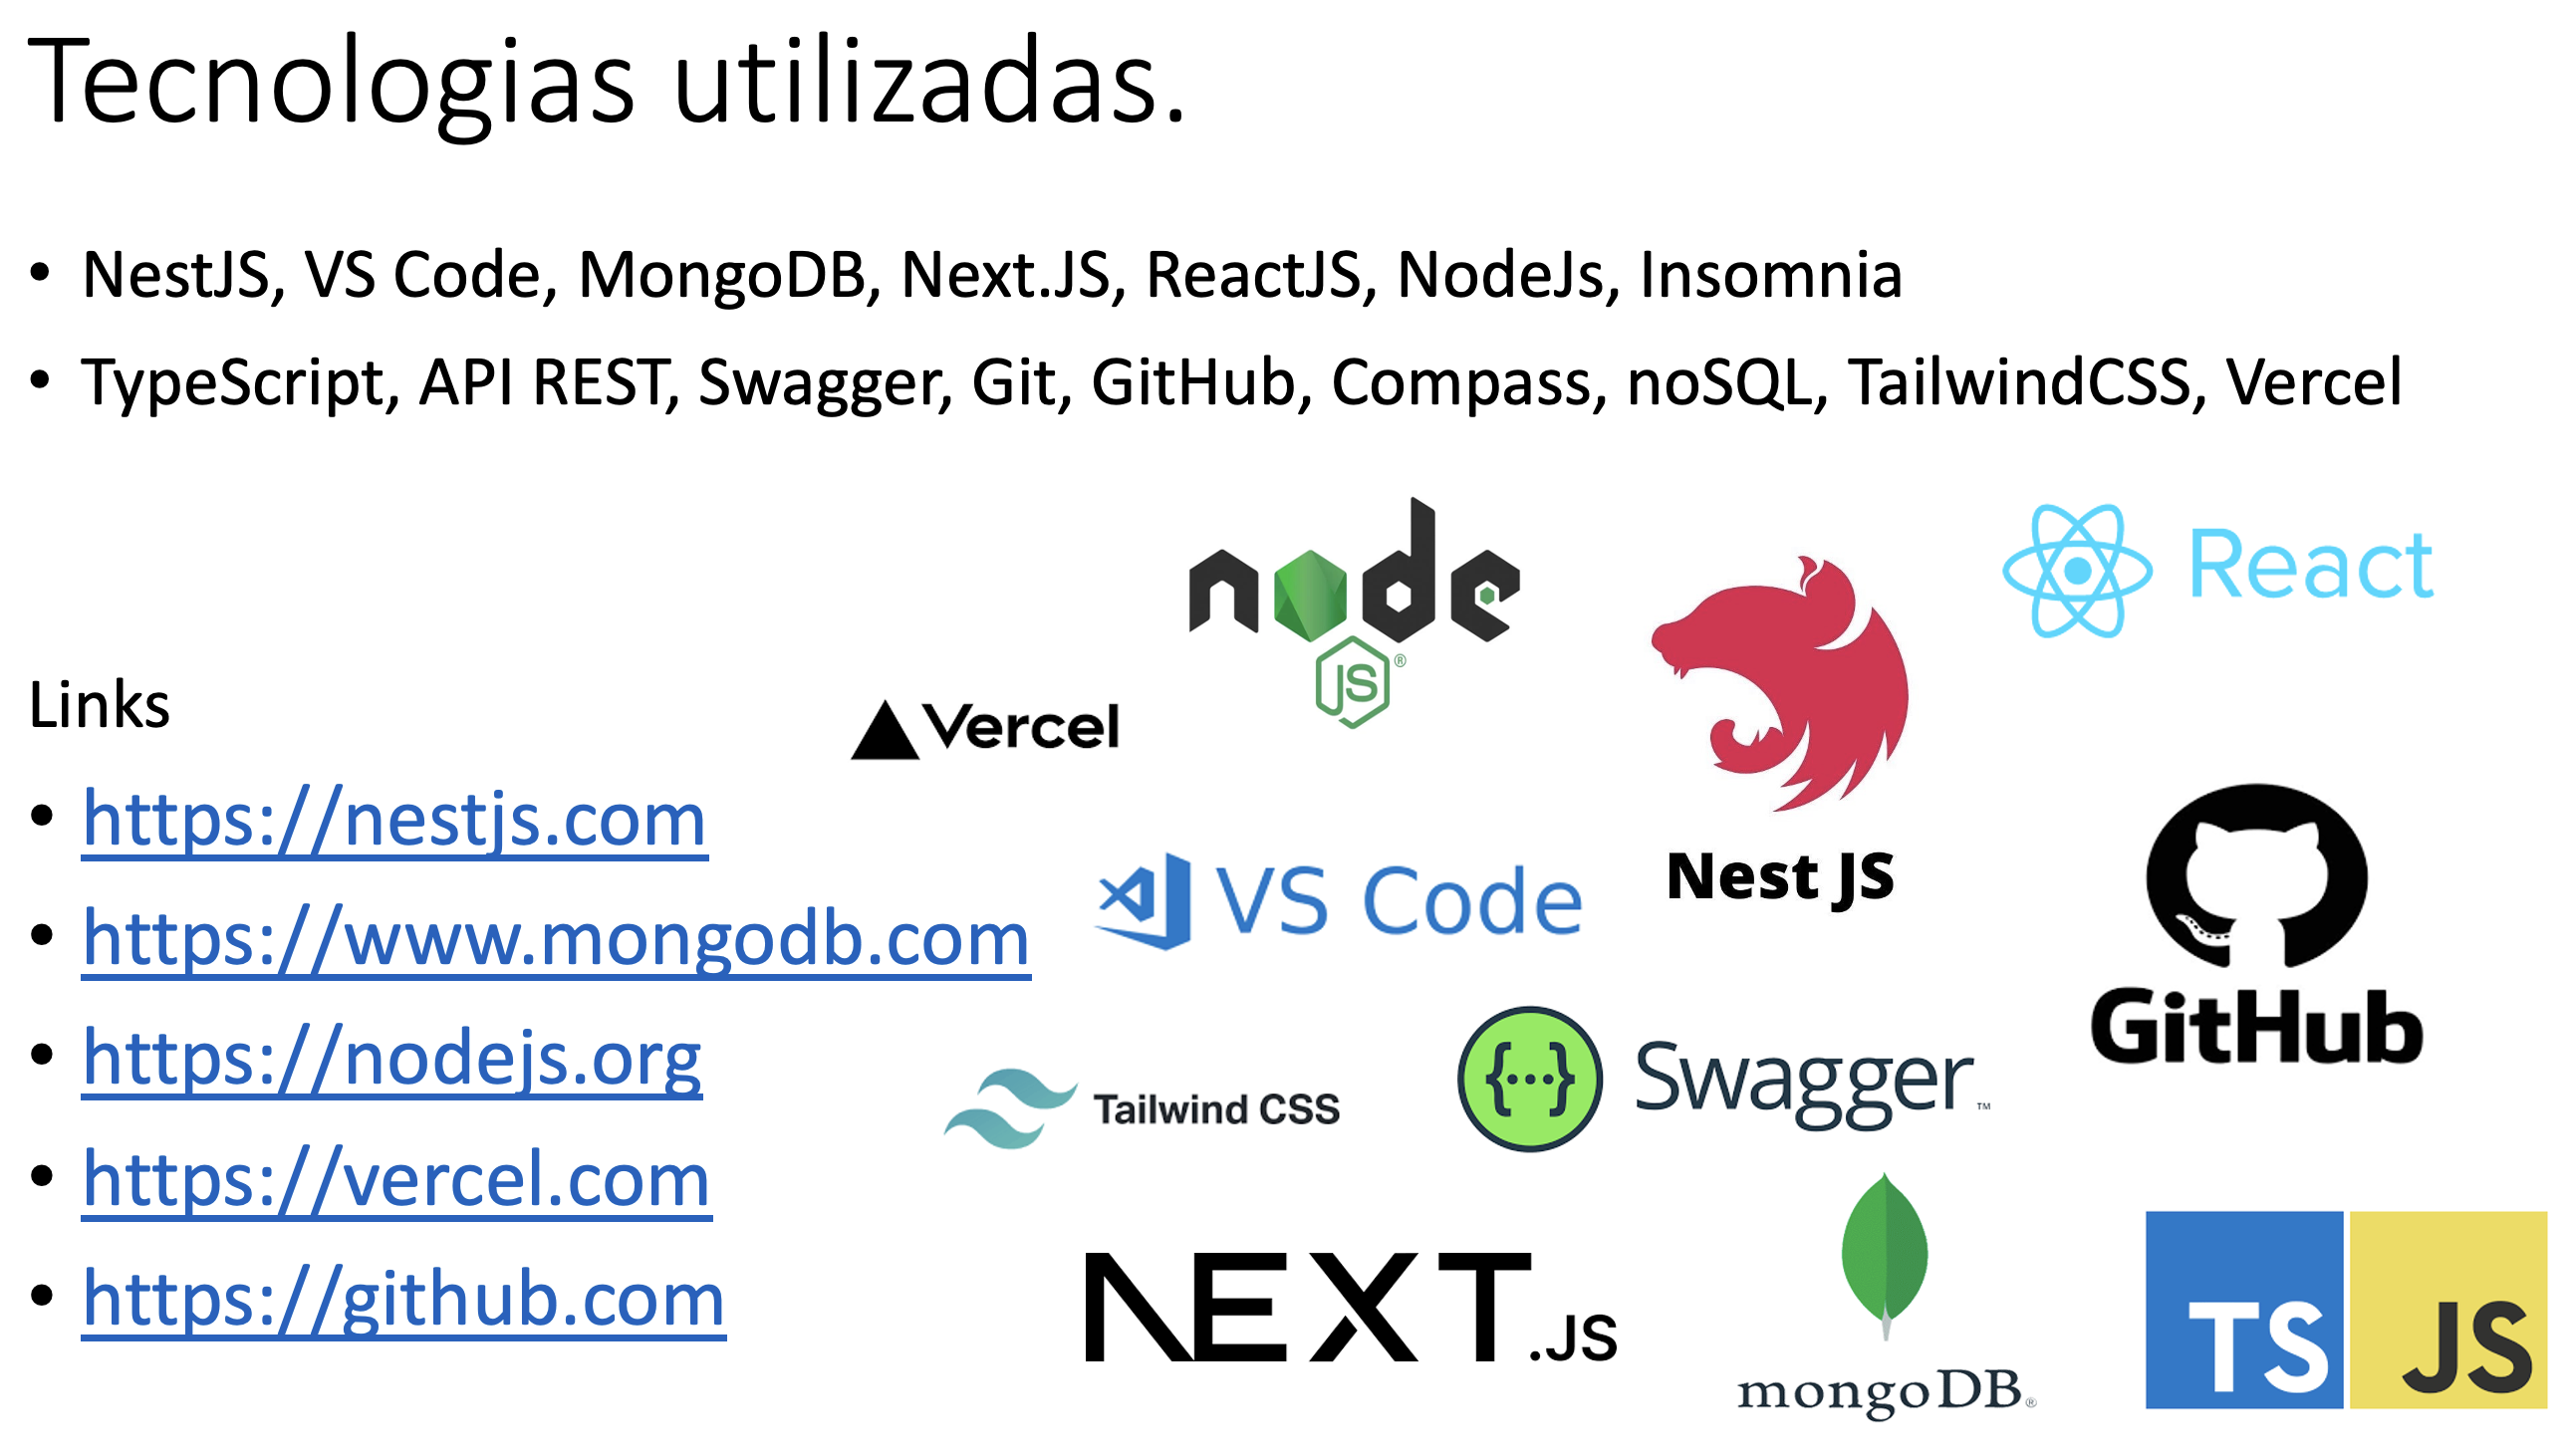 Tecnologias utilizadas.
• NestJS, VS Code, MongoDB, Next.JS, ReactJS, NodeJs, Insomnia
• TypeScript, API REST, Swagger, Git, GitHub, Compass, noSQL, TailwindCSS, Vercel
Links
• https://nestjs.com
• https://www.mongodb.com
• https://nodejs.org
• https://vercel.com
• https://github.com
node
JS®
React
Vercel
VS Code
Nest JS
GitHub
Tailwind CSS
{···} Swagger™
NEXT.JS
mongoDB®
TS JS